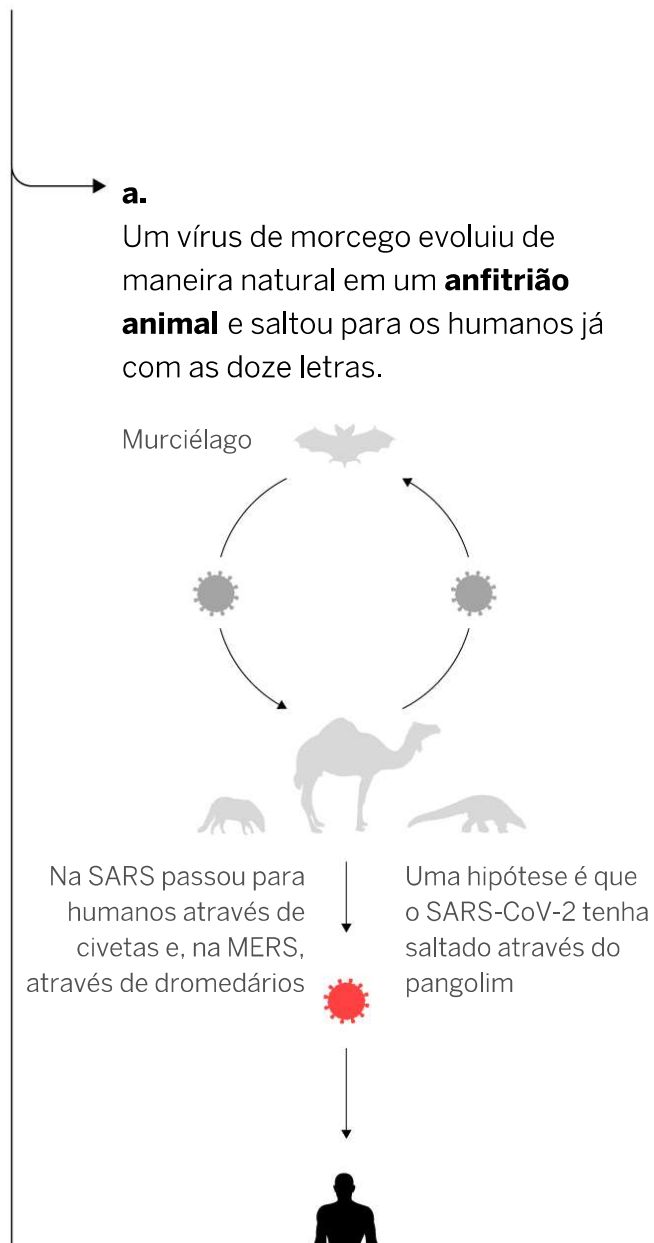 a.
Um vírus de morcego evoluiu de
maneira natural em um anfitrião
animal e saltou para os humanos já
com as doze letras.
Murciélago
Na SARS passou para
humanos através de
civetas e, na MERS,
através de dromedários
Uma hipótese é que
o SARS-CoV-2 tenha
saltado através do
pangolim